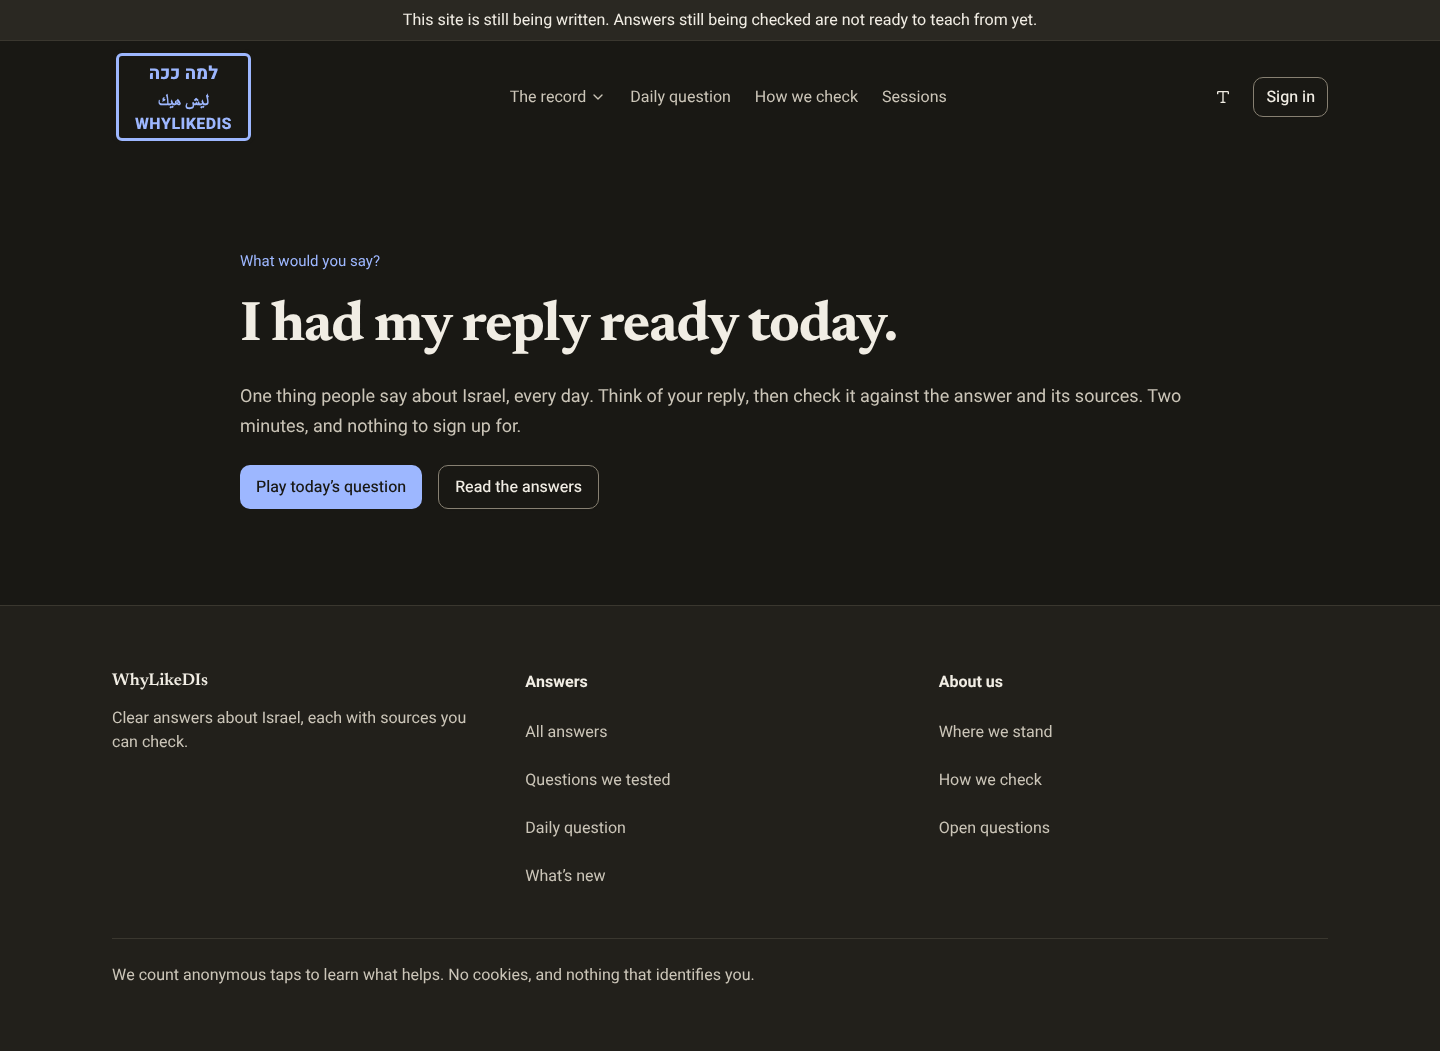 This site is still being written. Answers still being checked are not ready to teach from yet.
למה ככה
ليش هيك
WHYLIKEDIS
The record
Daily question
How we check
Sessions
T
Sign in
What would you say?
I had my reply ready today.
One thing people say about Israel, every day. Think of your reply, then check it against the answer and its sources. Two
minutes, and nothing to sign up for.
Play today’s question
Read the answers
WhyLikeDIs
Clear answers about Israel, each with sources you
can check.
Answers
All answers
Questions we tested
Daily question
What’s new
About us
Where we stand
How we check
Open questions
We count anonymous taps to learn what helps. No cookies, and nothing that identifies you.